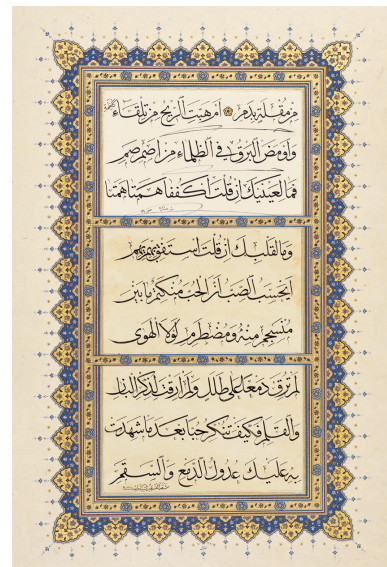 من مقلة بدم أم هبت الريح من تلقاء كاظمة
وأومض البرق في الظلماء من إضم
فما لعينيك إن قلت اكففا همتا
وما لقلبك إن قلت استفق يهم
أيحسب الصب أن الحب منكتم ما بين
منسجم منه ومضطرم لولا الهوى
لم ترق دمعا على طلل ولا أرقت لذكر البان
والعلم فكيف تنكر حبا بعد ما شهدت
به عليك عدول الدمع والسقم